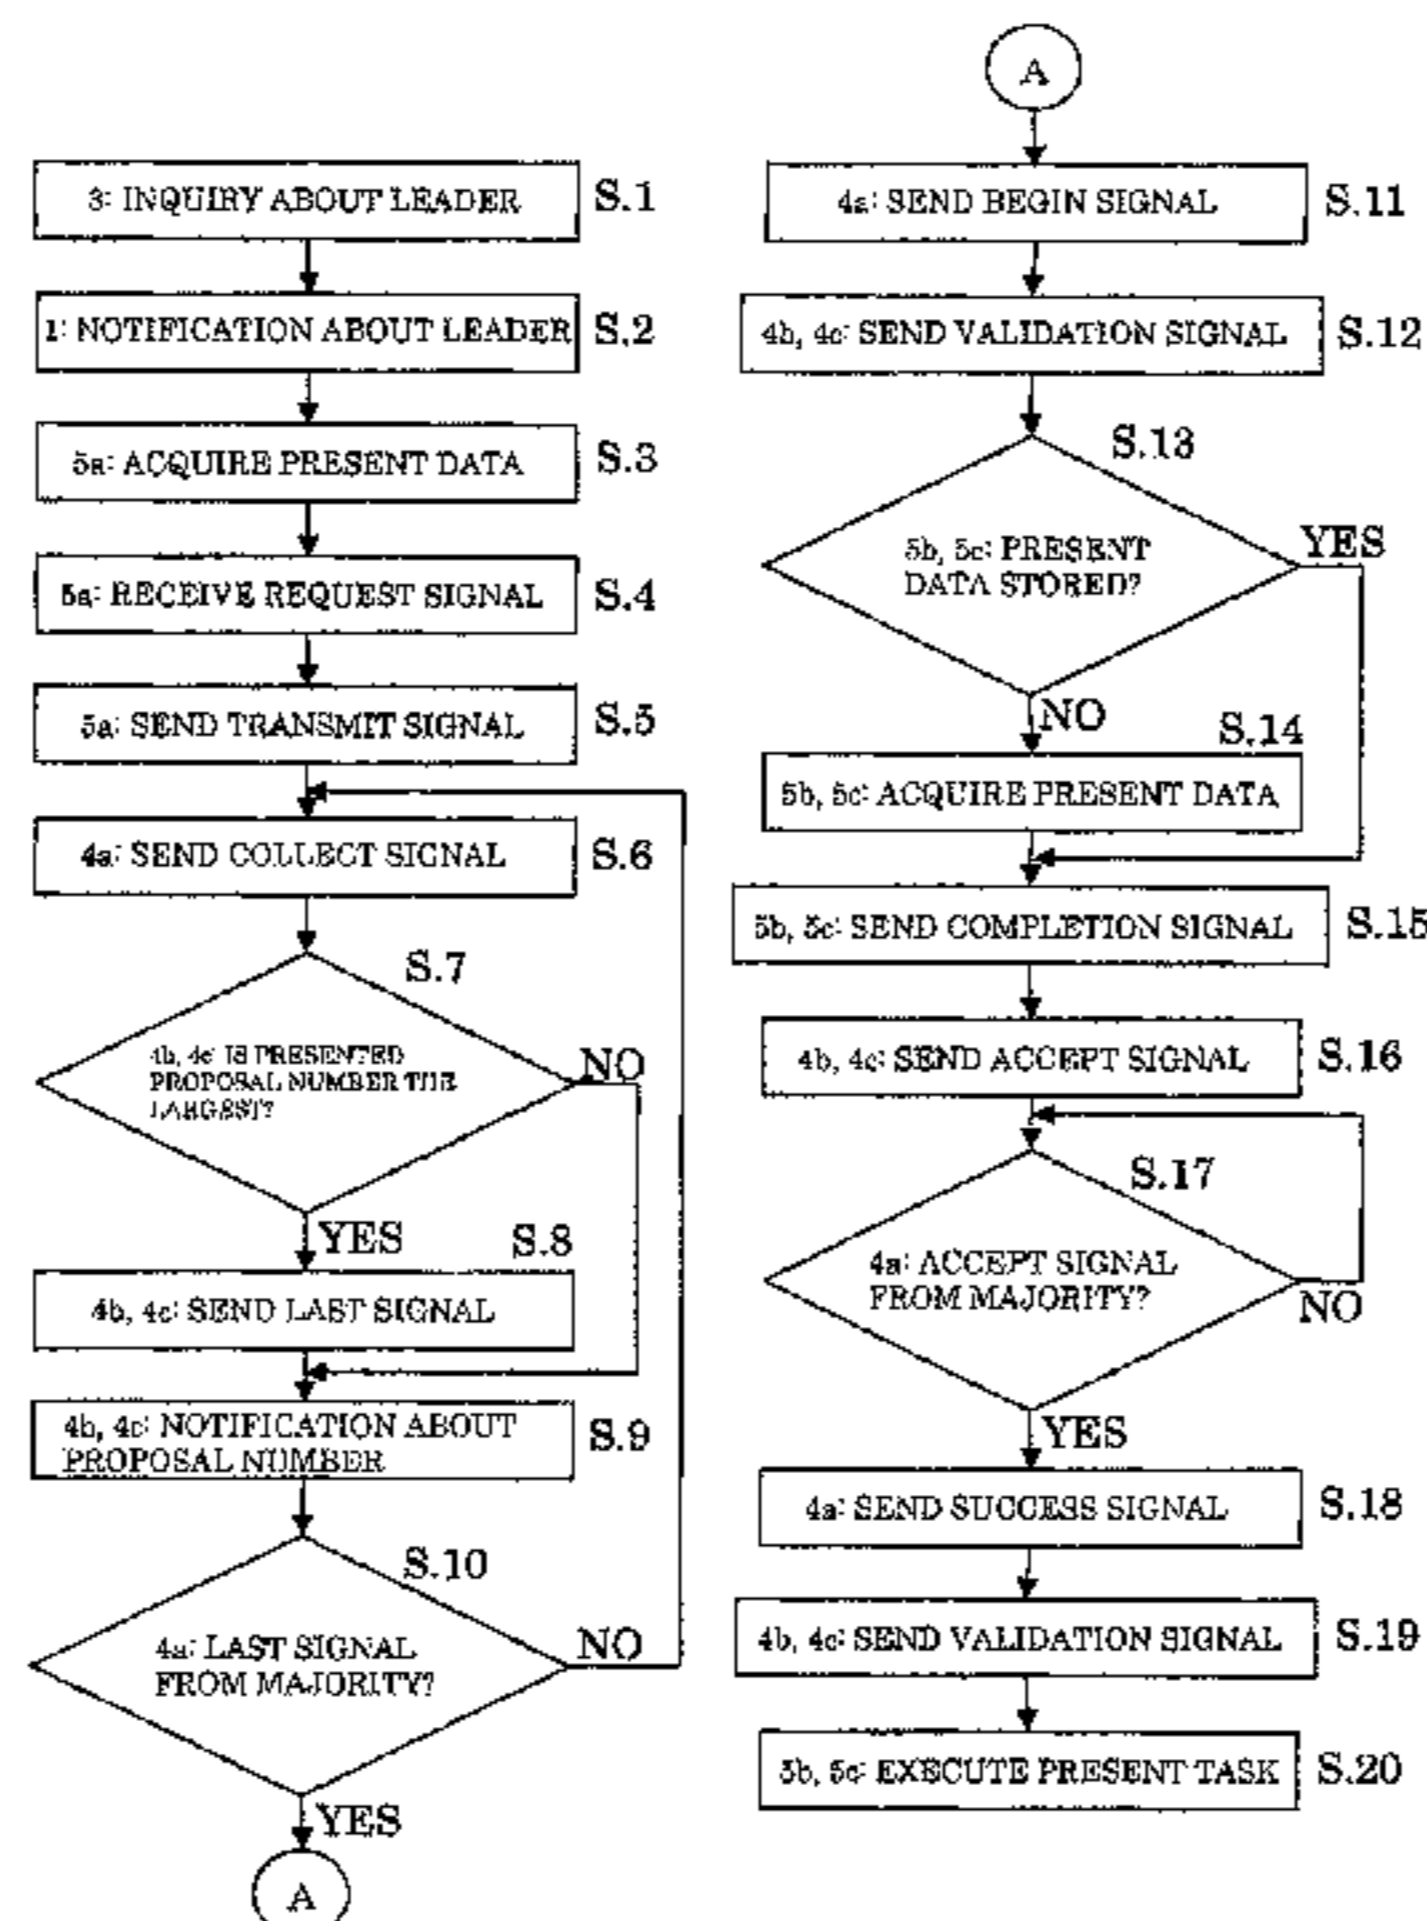 3: INQUIRY ABOUT LEADER
S.1
1: NOTIFICATION ABOUT LEADER
S.2
5a: ACQUIRE PRESENT DATA
S.3
5a: RECEIVE REQUEST SIGNAL
S.4
5a: SEND TRANSMIT SIGNAL
S.5
4a: SEND COLLECT SIGNAL
S.6
S.7
4b, 4c: IS PRESENTED
PROPOSAL NUMBER THE
LARGEST?
NO
YES
S.8
4b, 4c: SEND LAST SIGNAL
4b, 4c: NOTIFICATION ABOUT
PROPOSAL NUMBER
S.9
S.10
4a: LAST SIGNAL
FROM MAJORITY?
NO
YES
A
A
4a: SEND BEGIN SIGNAL
S.11
4b, 4c: SEND VALIDATION SIGNAL
S.12
S.13
5b, 5c: PRESENT
DATA STORED?
YES
NO
S.14
5b, 5c: ACQUIRE PRESENT DATA
5b, 5c: SEND COMPLETION SIGNAL
S.15
4b, 4c: SEND ACCEPT SIGNAL
S.16
S.17
4a: ACCEPT SIGNAL
FROM MAJORITY?
NO
YES
4a: SEND SUCCESS SIGNAL
S.18
4b, 4c: SEND VALIDATION SIGNAL
S.19
5b, 5c: EXECUTE PRESENT TASK
S.20